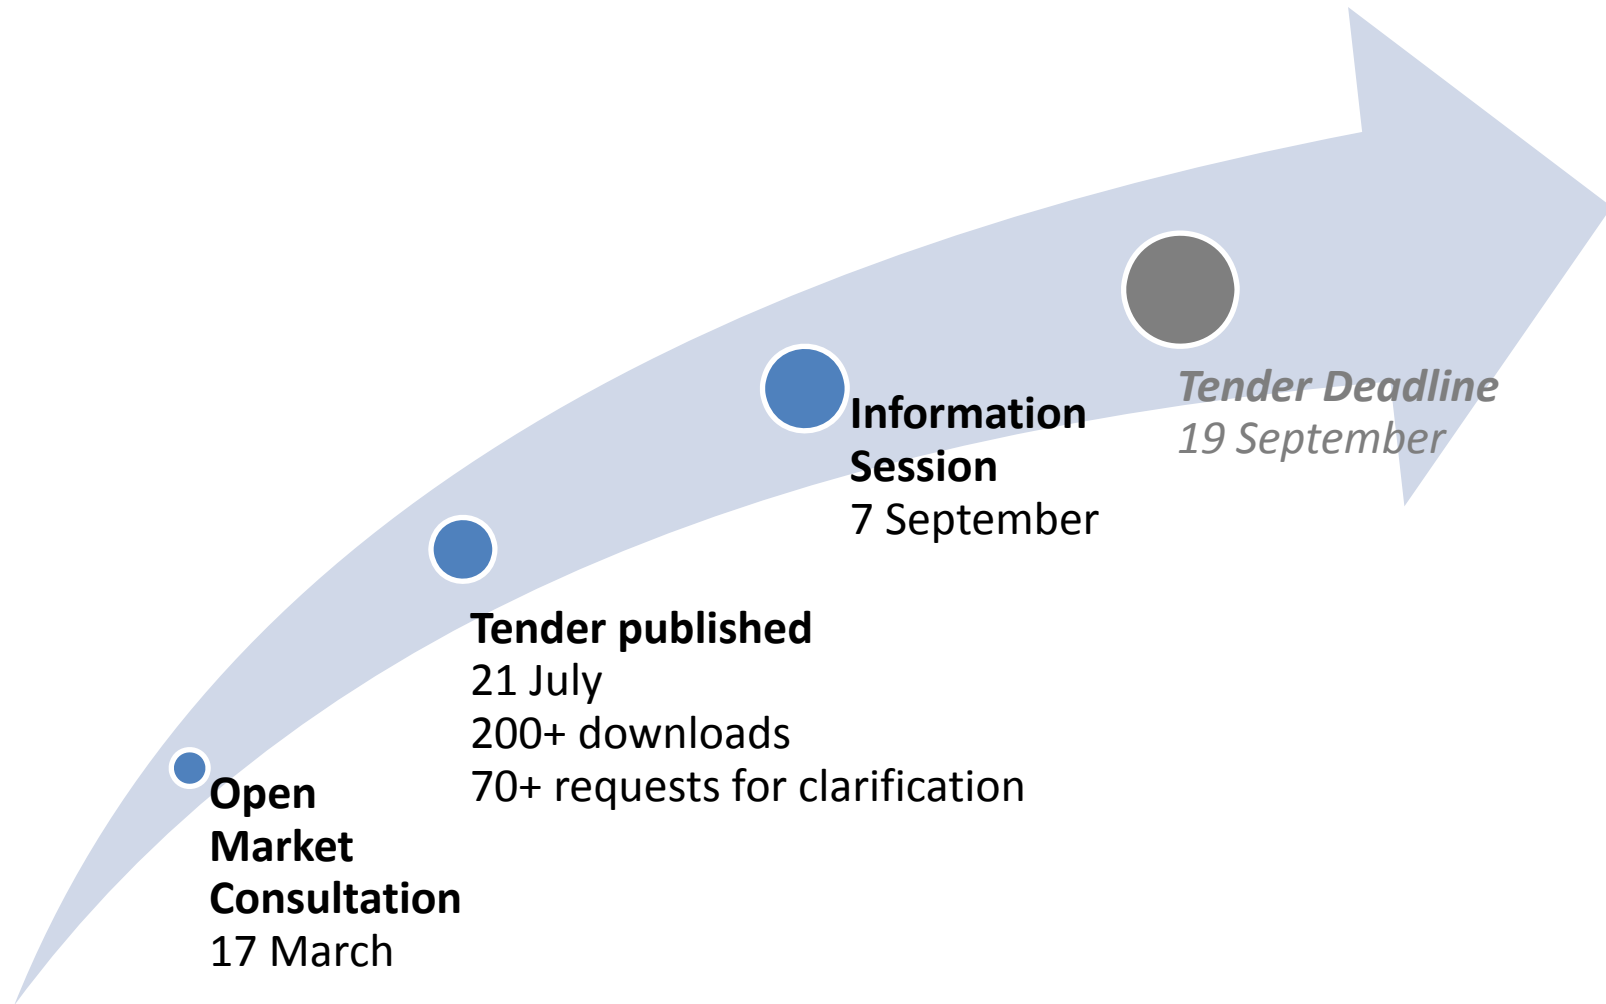 Open
Market
Consultation
17 March
Tender published
21 July
200+ downloads
70+ requests for clarification
Information
Session
7 September
Tender Deadline
19 September